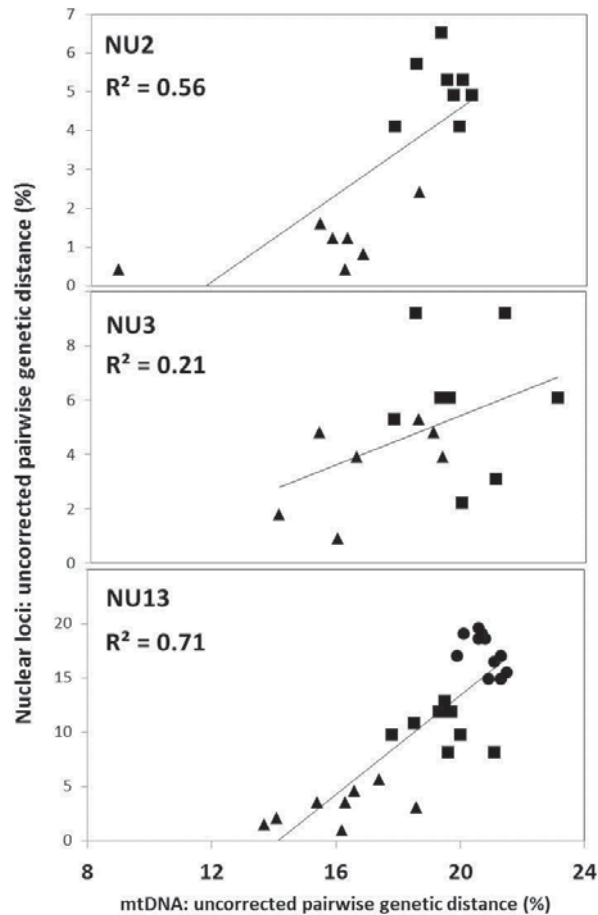 7
6
5
4
3
2
1
0
NU2
R² = 0.56
8
6
4
2
0
NU3
R² = 0.21
20
15
10
5
0
NU13
R² = 0.71
8 12 16 20 24
mtDNA: uncorrected pairwise genetic distance (%)
Nuclear loci: uncorrected pairwise genetic distance (%)